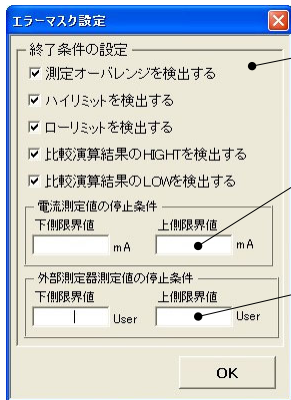 エラーマスク設定
終了条件の設定
測定オーバレンジを検出する
ハイリミットを検出する
ローリミットを検出する
比較演算結果のHIGHTを検出する
比較演算結果のLOWを検出する
電流測定値の停止条件
下側限界値 上側限界値
mA mA
外部測定器測定値の停止条件
下側限界値 上側限界値
User User
OK